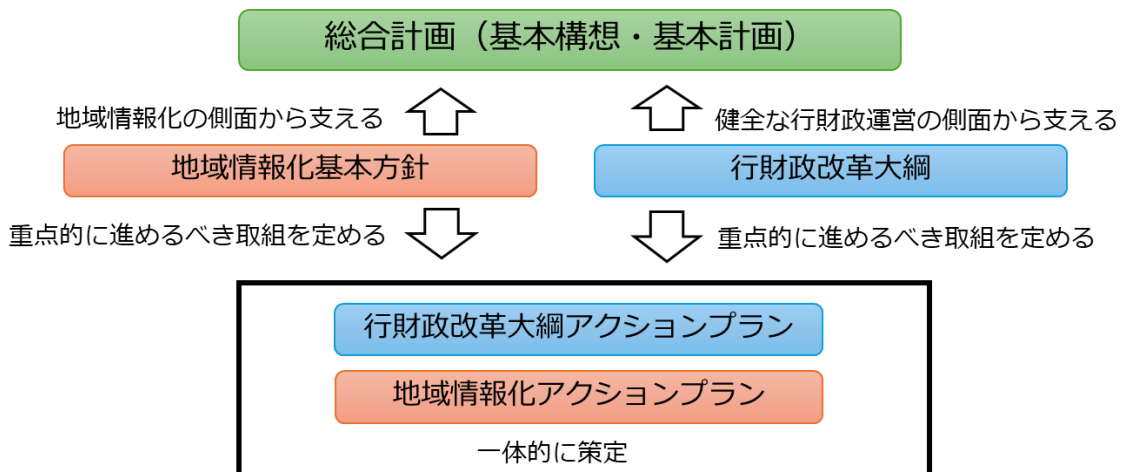 総合計画（基本構想・基本計画）
地域情報化の側面から支える
健全な行財政運営の側面から支える
地域情報化基本方針
行財政改革大綱
重点的に進めるべき取組を定める
重点的に進めるべき取組を定める
行財政改革大綱アクションプラン
地域情報化アクションプラン
一体的に策定